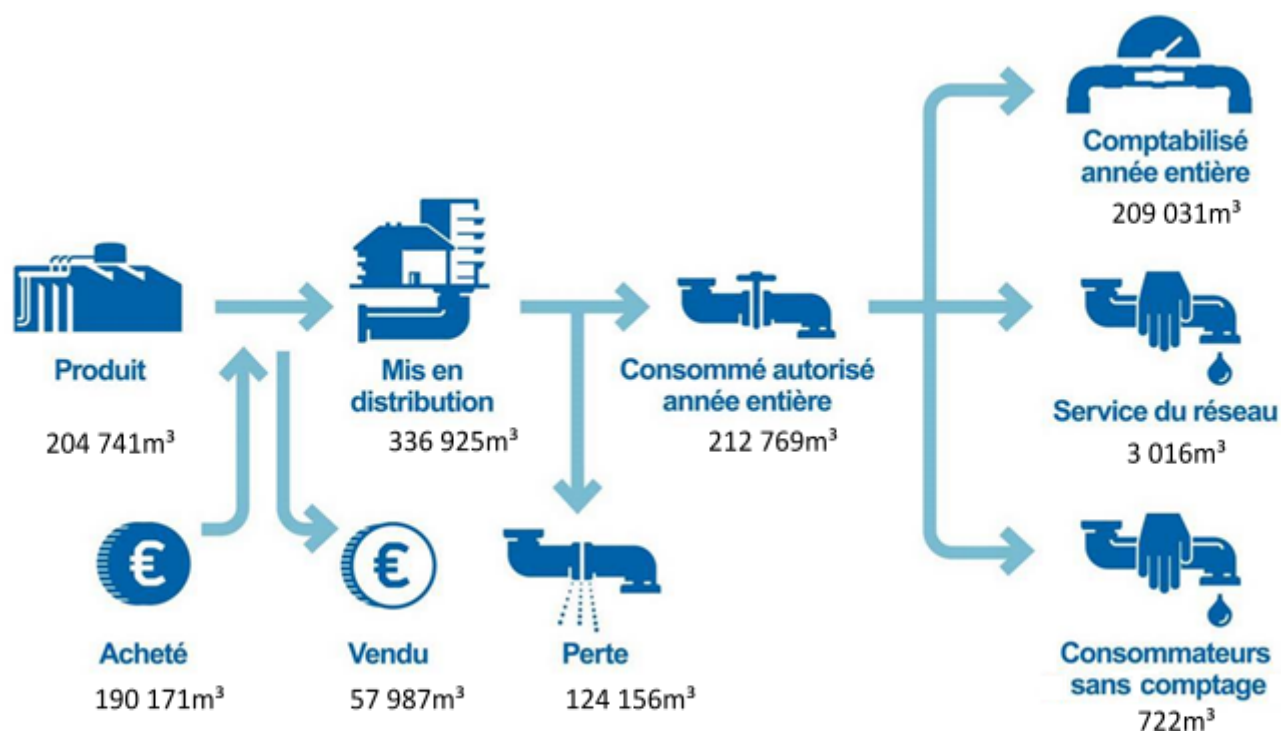 Comptabilisé
année entière
209 031m³
Produit
204 741m³
Mis en
distribution
336 925m³
Consommé autorisé
année entière
212 769m³
Service du réseau
3 016m³
€
Acheté
190 171m³
€
Vendu
57 987m³
Perte
124 156m³
Consommateurs
sans comptage
722m³